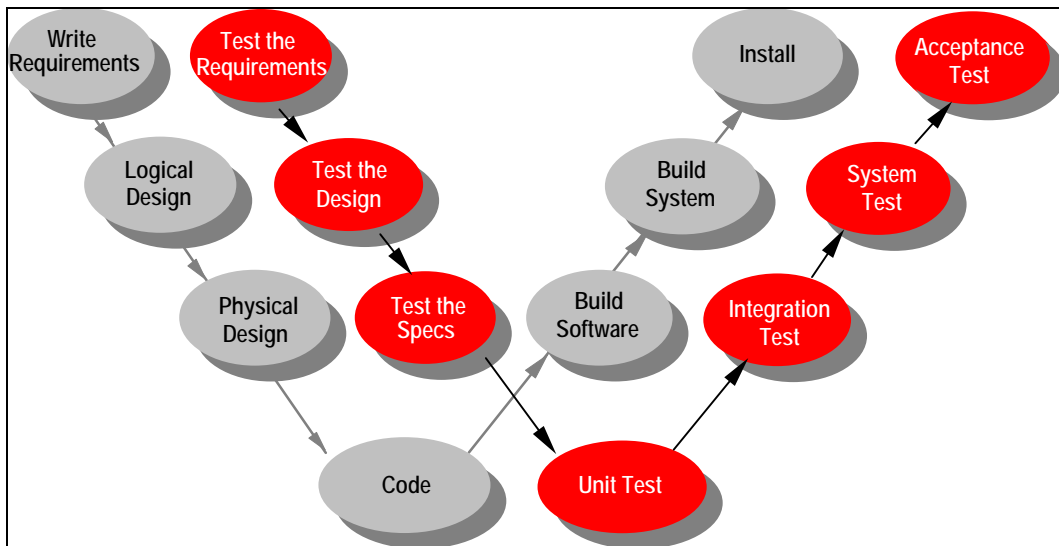 Write
Requirements
Test the
Requirements
Install
Acceptance
Test
Logical
Design
Test the
Design
Build
System
System
Test
Physical
Design
Test the
Specs
Build
Software
Integration
Test
Code
Unit Test